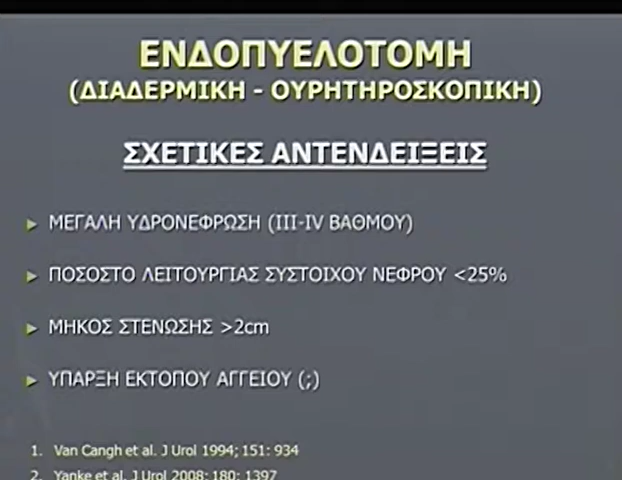 ΕΝΔΟΠΥΕΛΟΤΟΜΗ
(ΔΙΑΔΕΡΜΙΚΗ - ΟΥΡΗΤΗΡΟΣΚΟΠΙΚΗ)
ΣΧΕΤΙΚΕΣ ΑΝΤΕΝΔΕΙΞΕΙΣ
► ΜΕΓΑΛΗ ΥΔΡΟΝΕΦΡΩΣΗ (III-IV ΒΑΘΜΟΥ)
► ΠΟΣΟΣΤΟ ΛΕΙΤΟΥΡΓΙΑΣ ΣΥΣΤΟΙΧΟΥ ΝΕΦΡΟΥ <25%
► ΜΗΚΟΣ ΣΤΕΝΩΣΗΣ >2cm
► ΥΠΑΡΞΗ ΕΚΤΟΠΟΥ ΑΓΓΕΙΟΥ (;)
1. Van Cangh et al. J Urol 1994; 151: 934
2. Yanke et al. J Urol 2008; 180: 1397